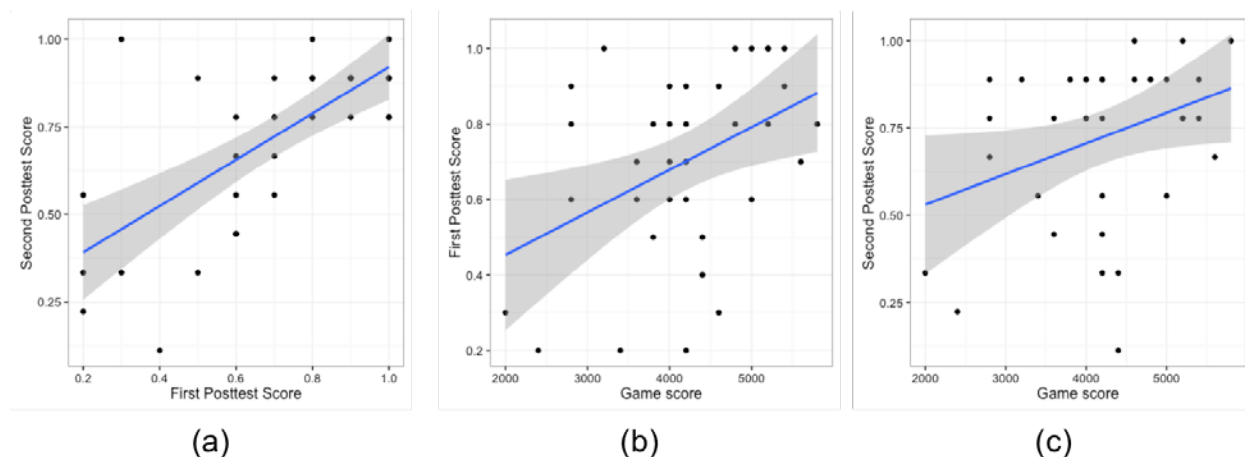 1.00
0.75
0.50
0.25
Second Posttest Score
0.2 0.4 0.6 0.8 1.0
First Posttest Score
(a)
1.0
0.8
0.6
0.4
0.2
First Posttest Score
2000 3000 4000 5000
Game score
(b)
1.00
0.75
0.50
0.25
Second Posttest Score
2000 3000 4000 5000
Game score
(c)